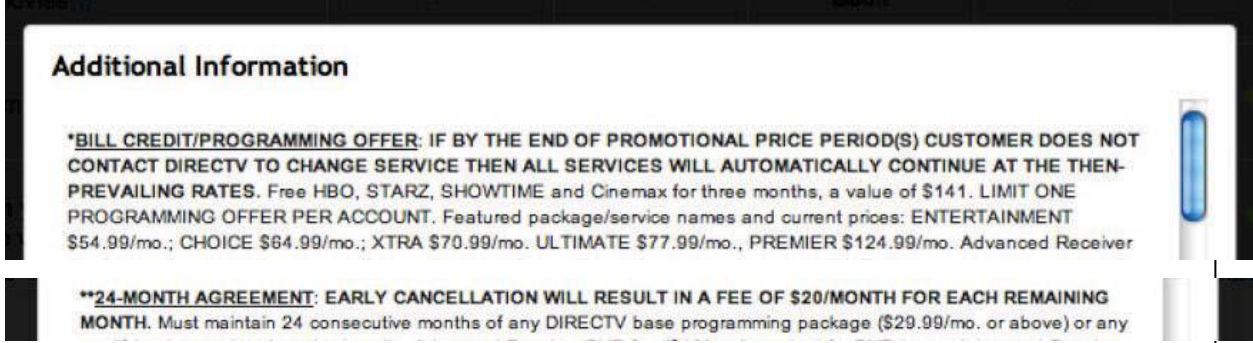 Additional Information
*BILL CREDIT/PROGRAMMING OFFER: IF BY THE END OF PROMOTIONAL PRICE PERIOD(S) CUSTOMER DOES NOT
CONTACT DIRECTV TO CHANGE SERVICE THEN ALL SERVICES WILL AUTOMATICALLY CONTINUE AT THE THEN-
PREVAILING RATES. Free HBO, STARZ, SHOWTIME and Cinemax for three months, a value of $141. LIMIT ONE
PROGRAMMING OFFER PER ACCOUNT. Featured package/service names and current prices: ENTERTAINMENT
$54.99/mo.; CHOICE $64.99/mo.; XTRA $70.99/mo. ULTIMATE $77.99/mo., PREMIER $124.99/mo. Advanced Receiver
**24-MONTH AGREEMENT: EARLY CANCELLATION WILL RESULT IN A FEE OF $20/MONTH FOR EACH REMAINING
MONTH. Must maintain 24 consecutive months of any DIRECTV base programming package ($29.99/mo. or above) or any